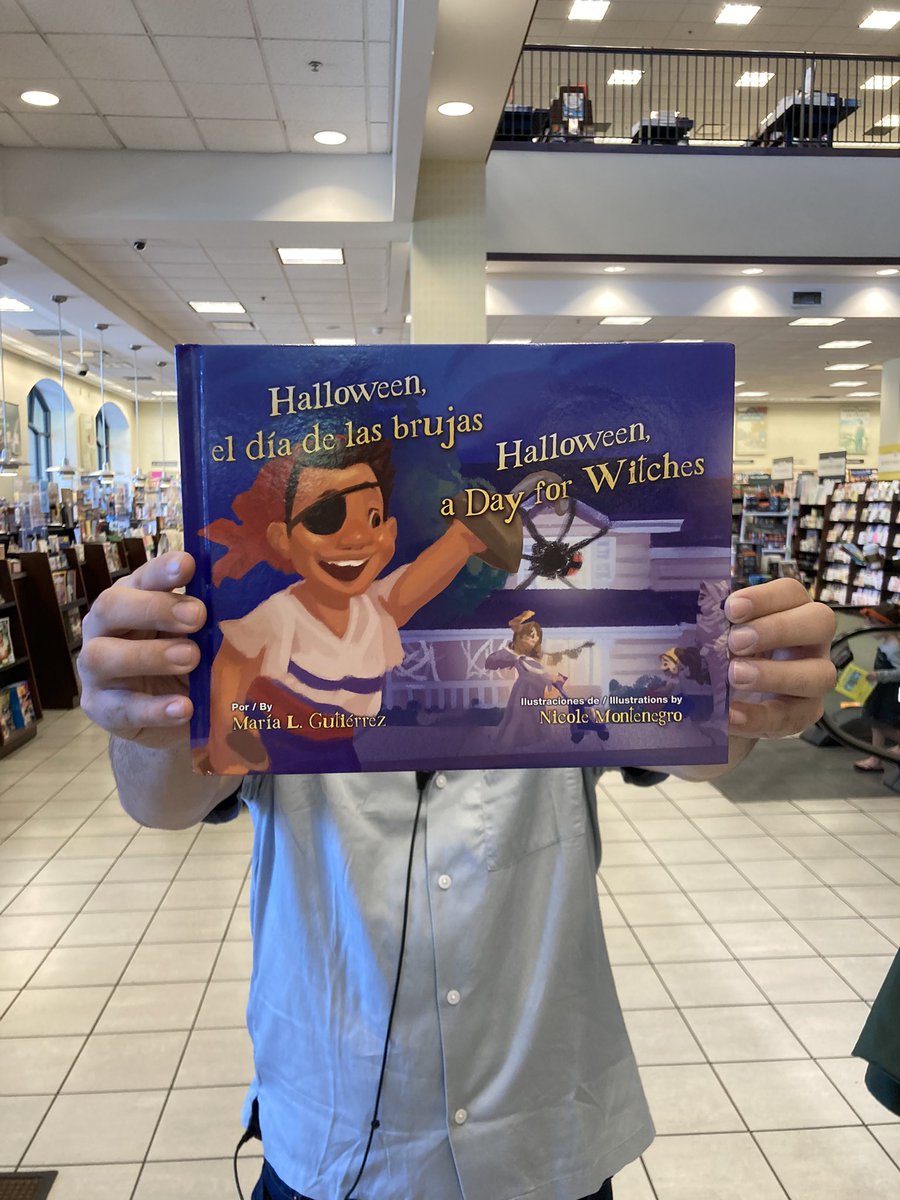 Halloween,
el día de las brujas
Halloween,
a Day for Witches
Por / By
María L. Gutiérrez
Ilustraciones de / Illustrations by
Nicole Montenegro